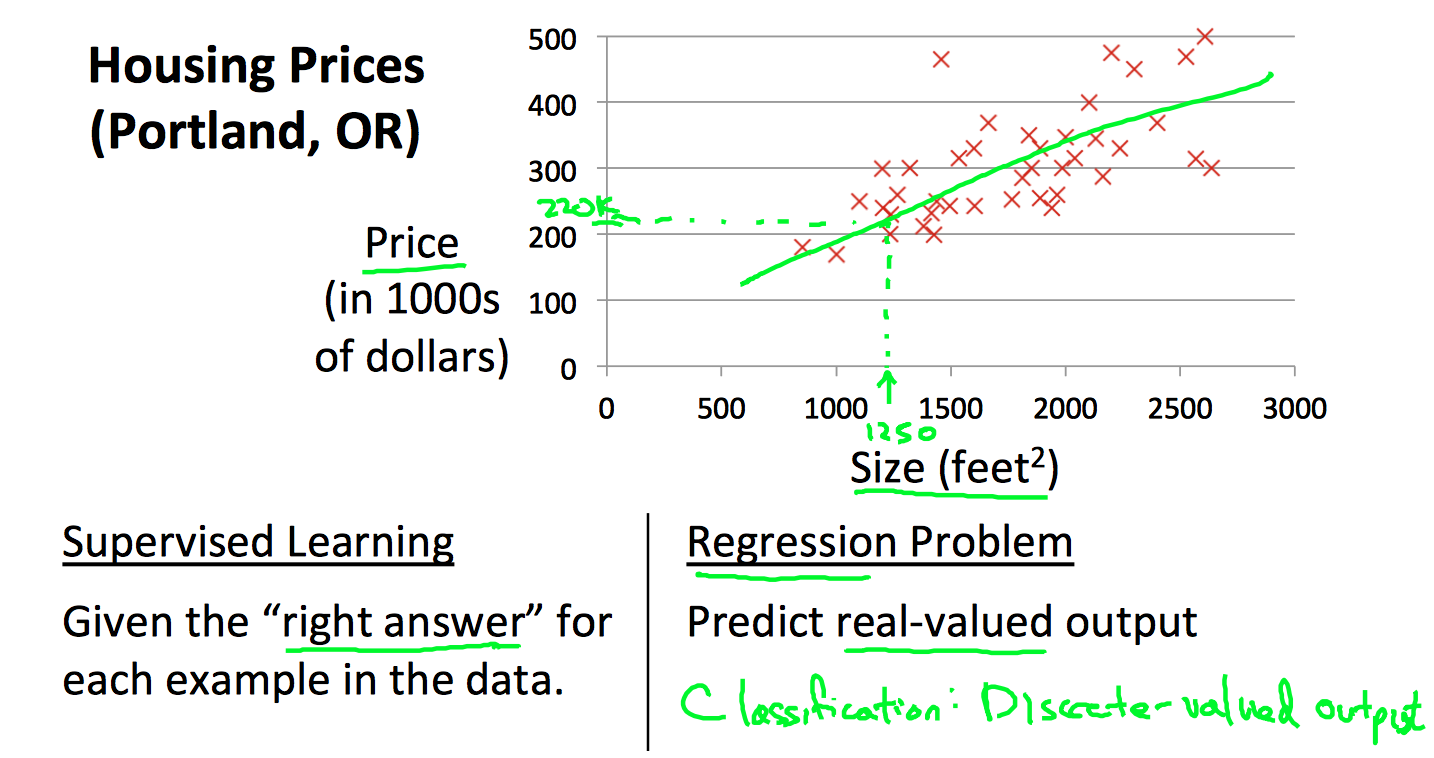 Housing Prices
(Portland, OR)
500
400
300
220K
200
100
0
Price
(in 1000s
of dollars)
0 500 1000 1500 2000 2500 3000
1250
Size (feet²)
Supervised Learning
Given the “right answer” for
each example in the data.
Regression Problem
Predict real-valued output
Classification: Discrete-valued output